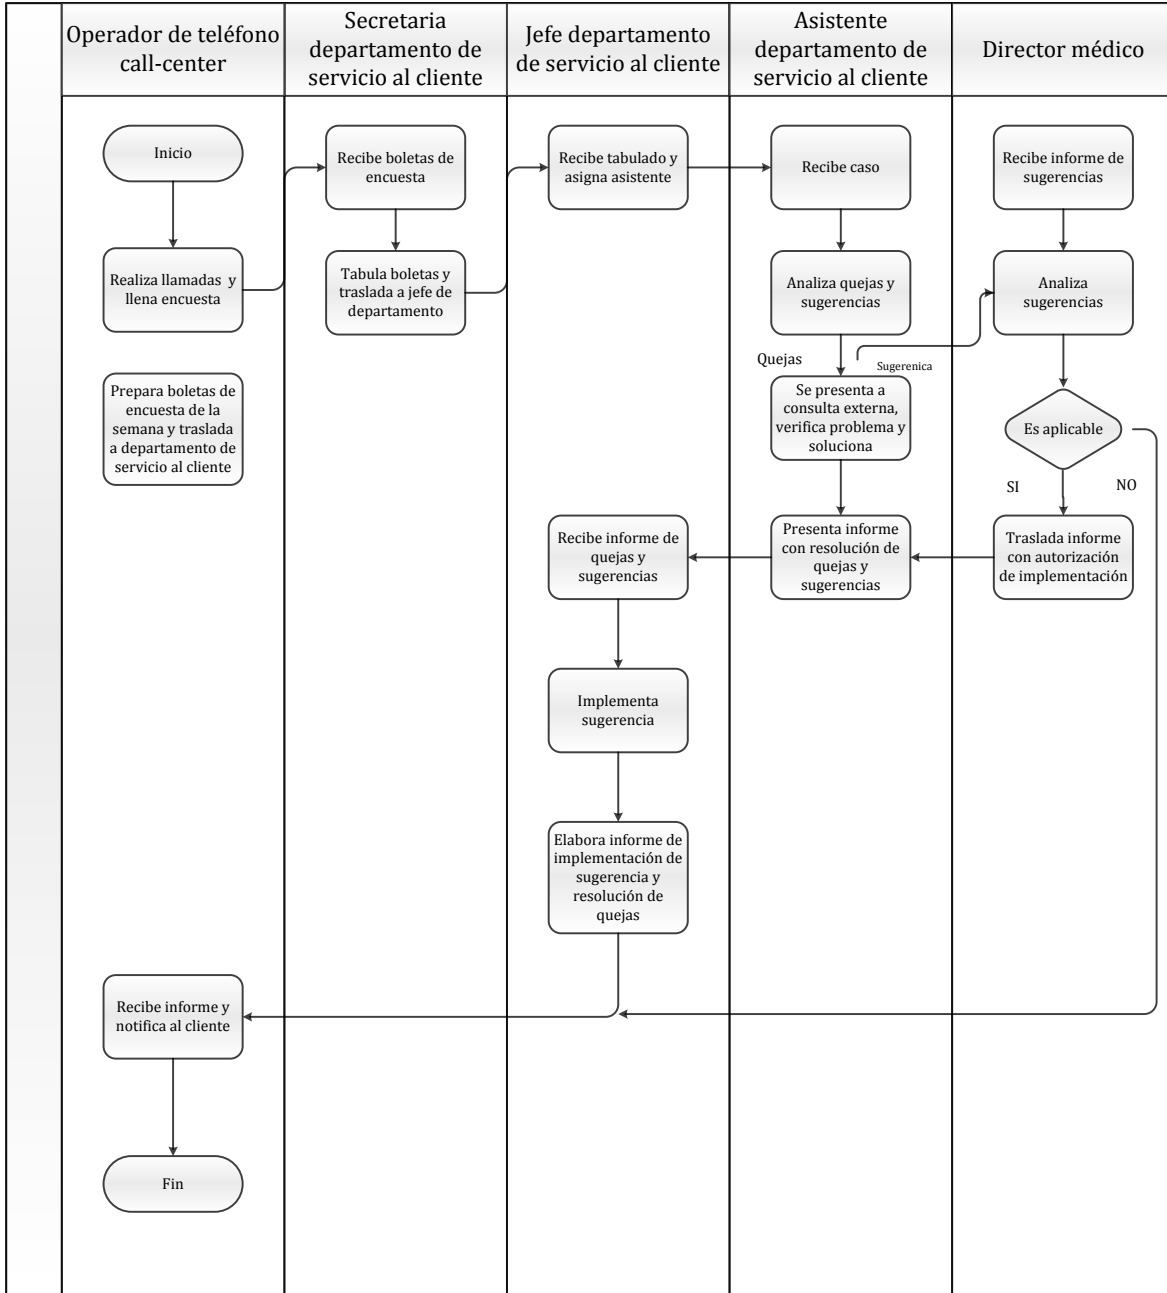 Operador de teléfono
call-center
Secretaria
departamento de
servicio al cliente
Jefe departamento
de servicio al cliente
Asistente
departamento de
servicio al cliente
Director médico
Inicio
Recibe boletas de
encuesta
Recibe tabulado y
asigna asistente
Recibe caso
Recibe informe de
sugerencias
Realiza llamadas y
llena encuesta
Tabula boletas y
traslada a jefe de
departamento
Analiza quejas y
sugerencias
Analiza
sugerencias
Quejas
Sugerenica
Prepara boletas de
encuesta de la
semana y traslada
a departamento de
servicio al cliente
Se presenta a
consulta externa,
verifica problema y
soluciona
Es aplicable
SI
NO
Recibe informe de
quejas y
sugerencias
Presenta informe
con resolución de
quejas y
sugerencias
Traslada informe
con autorización
de implementación
Implementa
sugerencia
Elabora informe de
implementación de
sugerencia y
resolución de
quejas
Recibe informe y
notifica al cliente
Fin